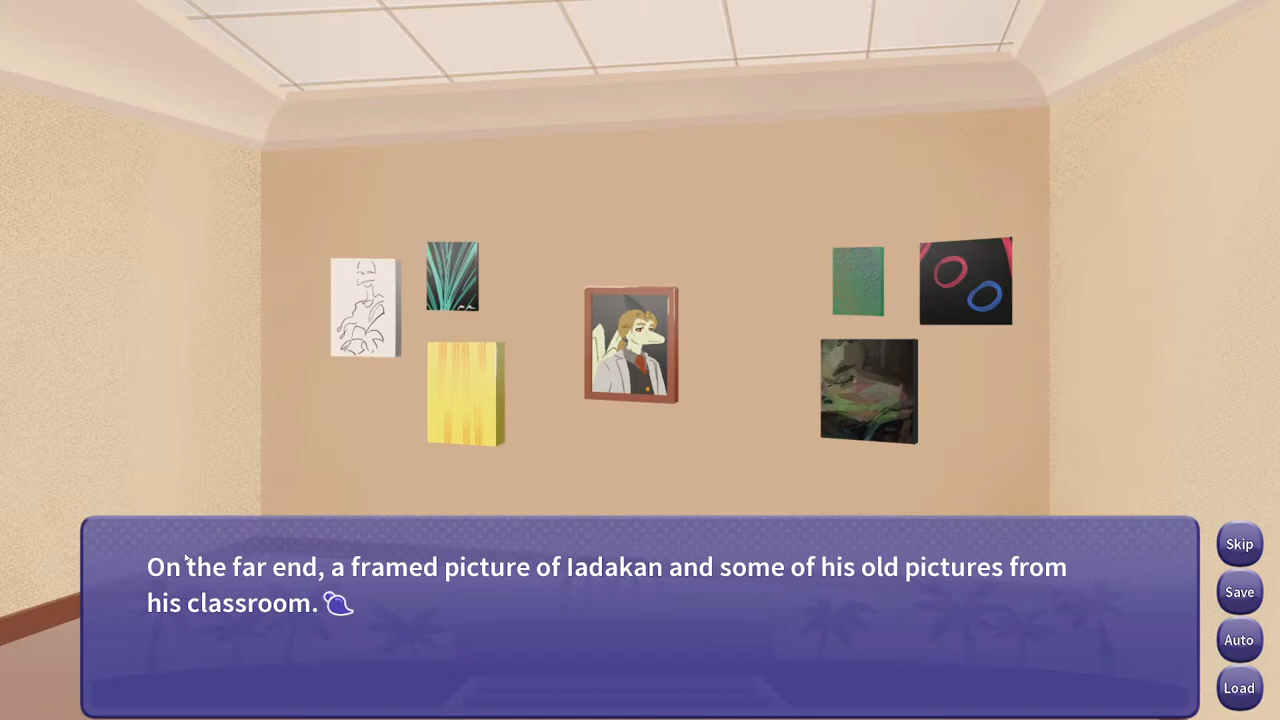 On the far end, a framed picture of Iadakan and some of his old pictures from
his classroom.
Skip
Save
Auto
Load